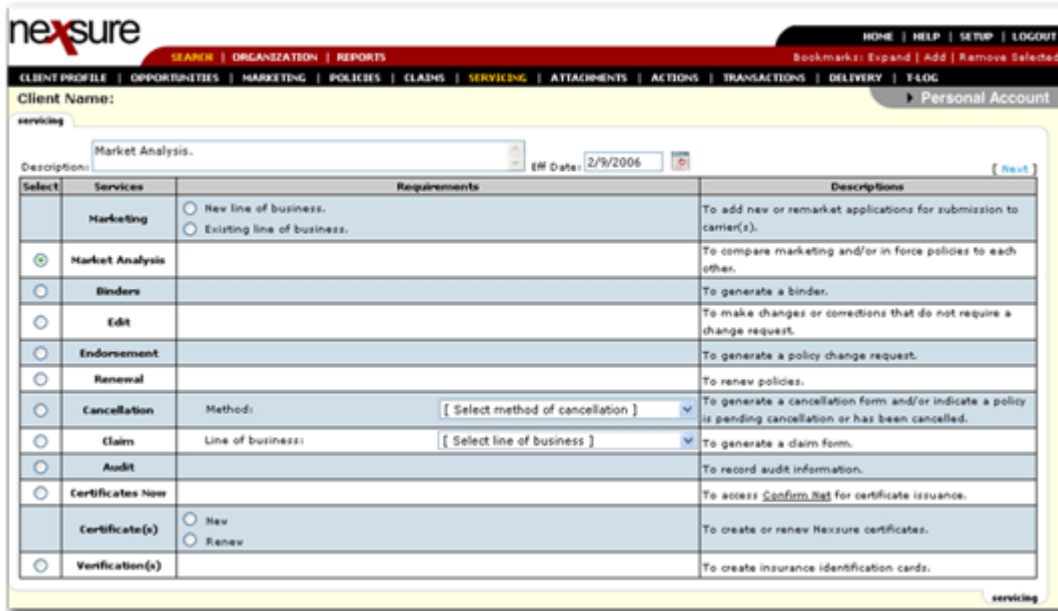 nexsure
HOME | HELP | SETUP | LOGOUT
SEARCH | ORGANIZATION | REPORTS
Bookmarks: Expand | Add | Remove Selected
CLIENT PROFILE | OPPORTUNITIES | MARKETING | POLICIES | CLAIMS | SERVICING | ATTACHMENTS | ACTIONS | TRANSACTIONS | DELIVERY | T-LOG
Client Name:
Personal Account
servicing
Description: Market Analysis. Eff Date: 2/9/2006
[ Next ]
Select Services Requirements Descriptions
Marketing
New line of business.
Existing line of business.
To add new or remarket applications for submission to
carrier(s).
Market Analysis
To compare marketing and/or in force policies to each
other.
Binders
To generate a binder.
Edit
To make changes or corrections that do not require a
change request.
Endorsement
To generate a policy change request.
Renewal
To renew policies.
Cancellation Method: [ Select method of cancellation ]
To generate a cancellation form and/or indicate a policy
is pending cancellation or has been cancelled.
Claim Line of business: [ Select line of business ]
To generate a claim form.
Audit
To record audit information.
Certificates Now
To access Confirm Net for certificate issuance.
Certificate(s)
New
Renew
To create or renew Nexsure certificates.
Verification(s)
To create insurance identification cards.
servicing